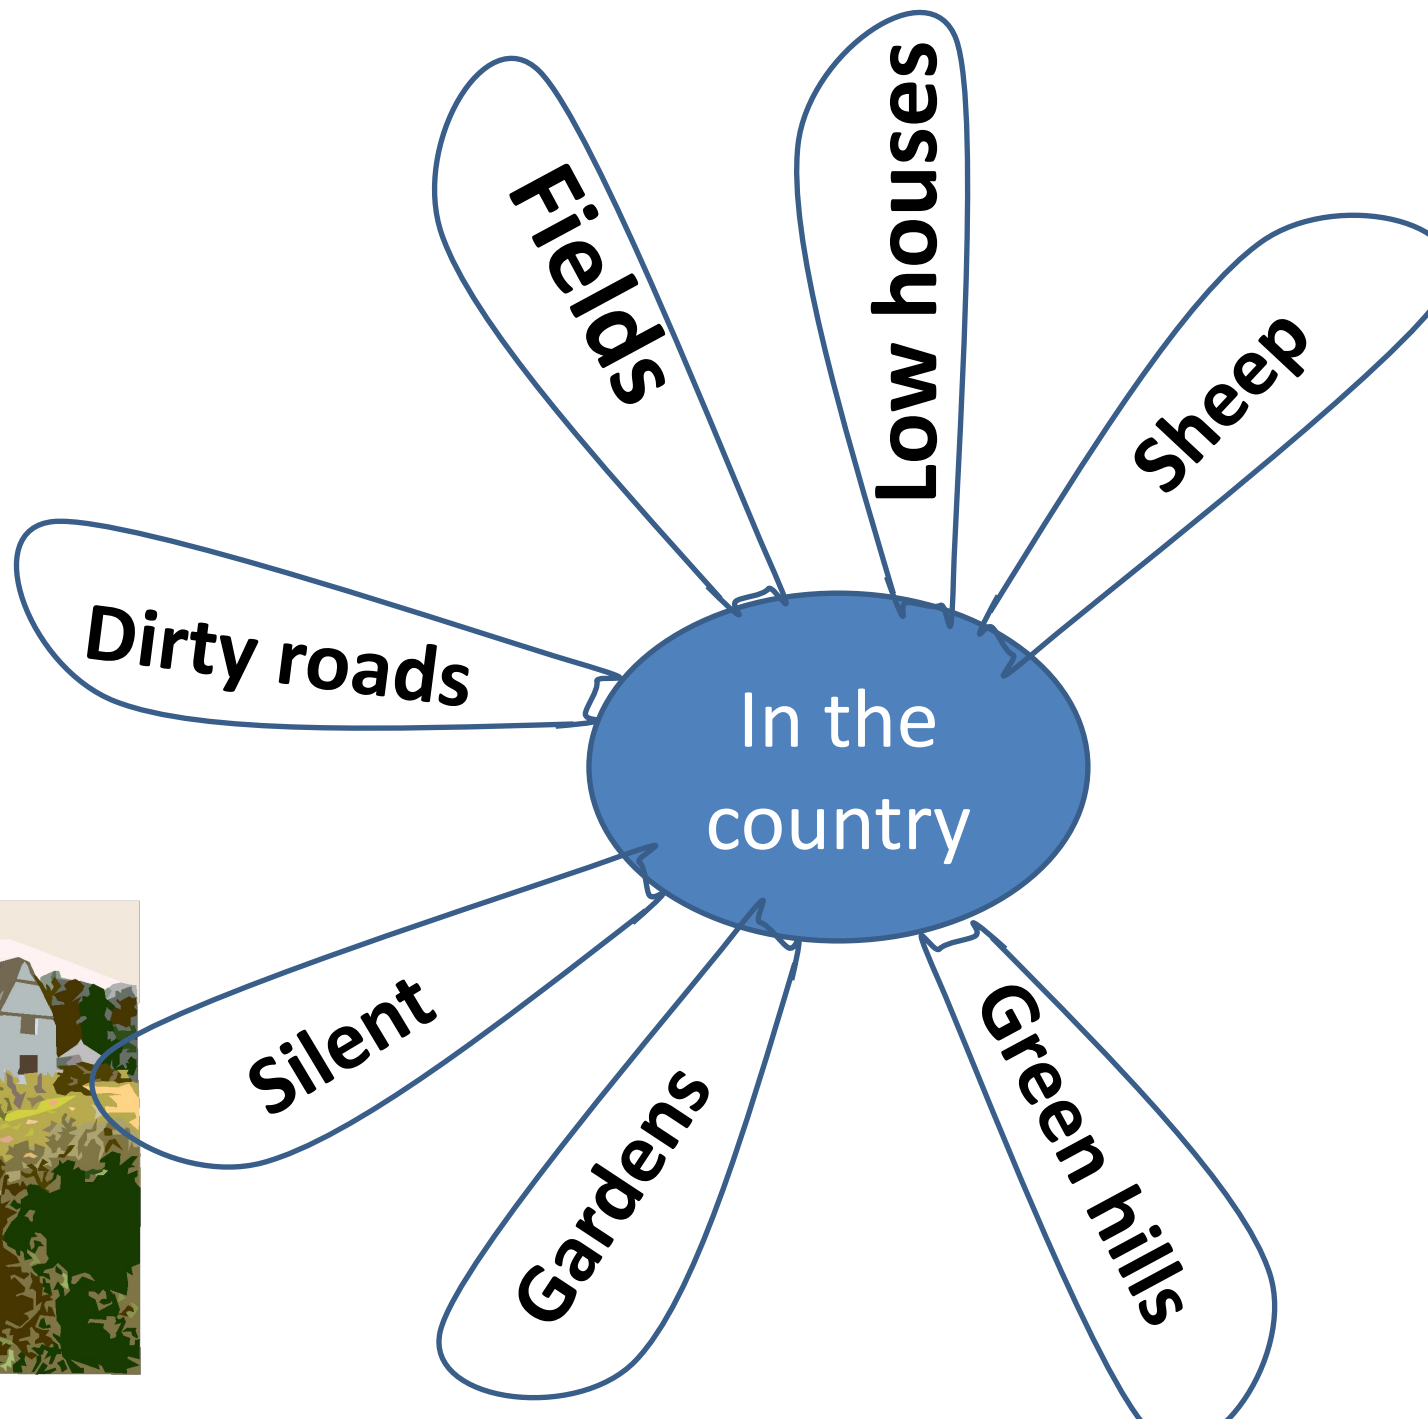 Low houses
Fields
Sheep
Dirty roads
In the
country
Silent
Gardens
Green hills